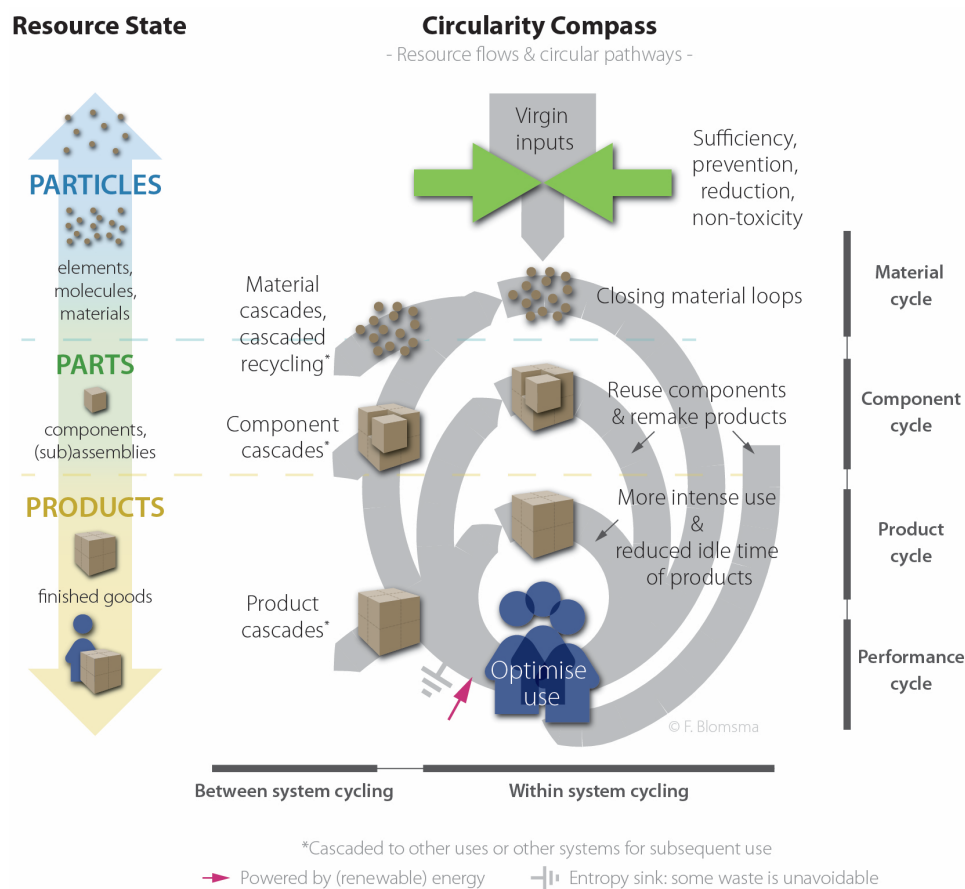 Resource State
Circularity Compass
- Resource flows & circular pathways -
Virgin
inputs
Sufficiency,
prevention,
reduction,
non-toxicity
PARTICLES
elements,
molecules,
materials
PARTS
components,
(sub)assemblies
PRODUCTS
finished goods
Material
cascades,
cascaded
recycling*
Closing material loops
Component
cascades*
Reuse components
& remake products
More intense use
&
reduced idle time
of products
Product
cascades*
Optimise
use
© F. Blomsma
Material
cycle
Component
cycle
Product
cycle
Performance
cycle
Between system cycling
Within system cycling
*Cascaded to other uses or other systems for subsequent use
Powered by (renewable) energy
Entropy sink: some waste is unavoidable